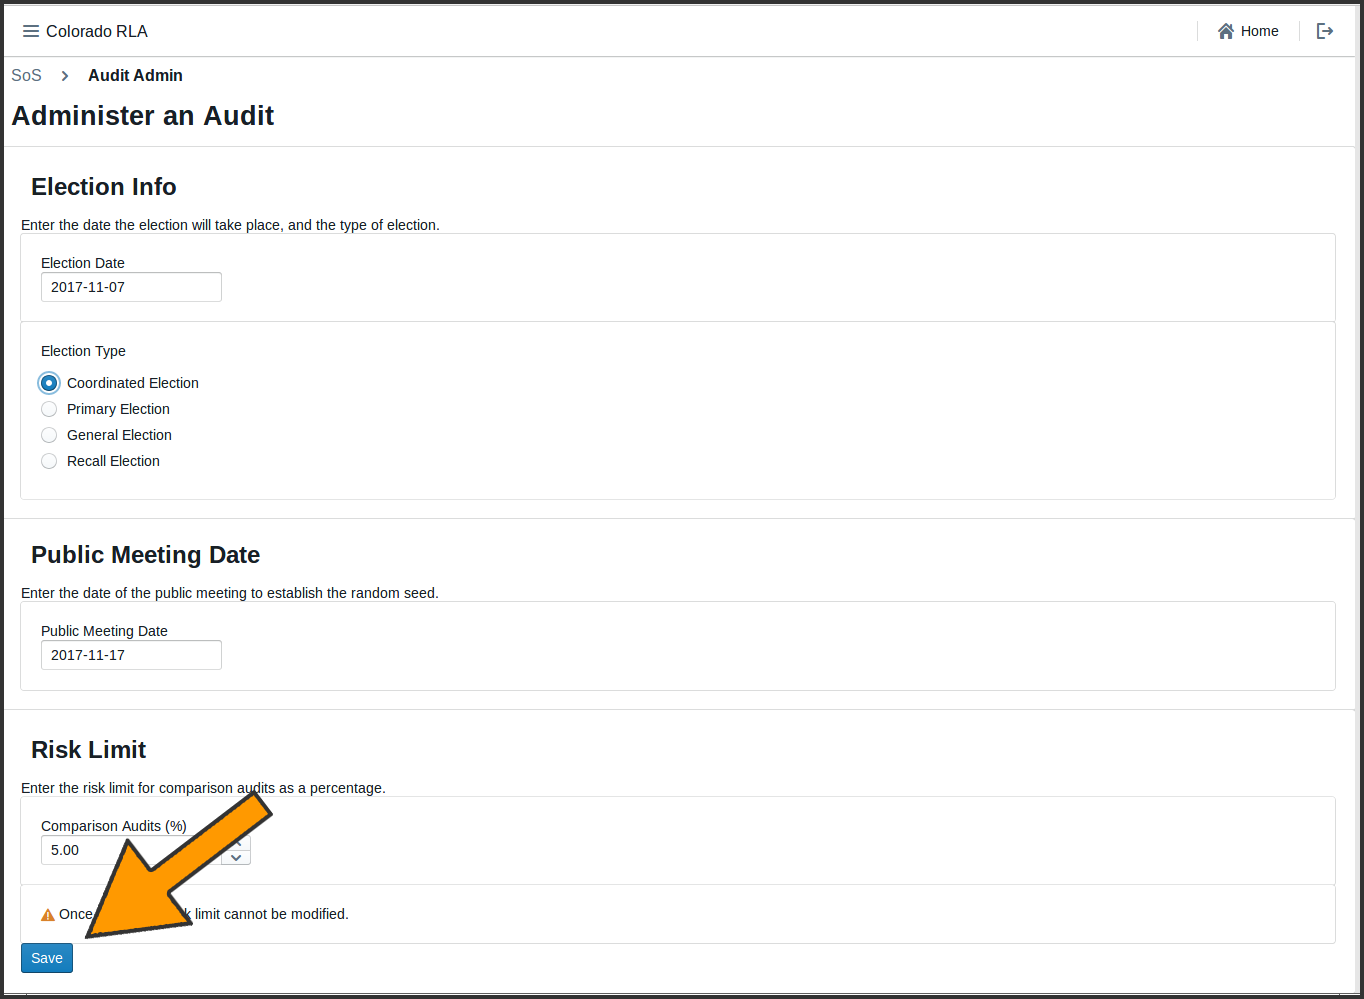 Colorado RLA
Home
SoS > Audit Admin
Administer an Audit
Election Info
Enter the date the election will take place, and the type of election.
Election Date
2017-11-07
Election Type
Coordinated Election
Primary Election
General Election
Recall Election
Public Meeting Date
Enter the date of the public meeting to establish the random seed.
Public Meeting Date
2017-11-17
Risk Limit
Enter the risk limit for comparison audits as a percentage.
Comparison Audits (%)
5.00
Once limit cannot be modified.
Save